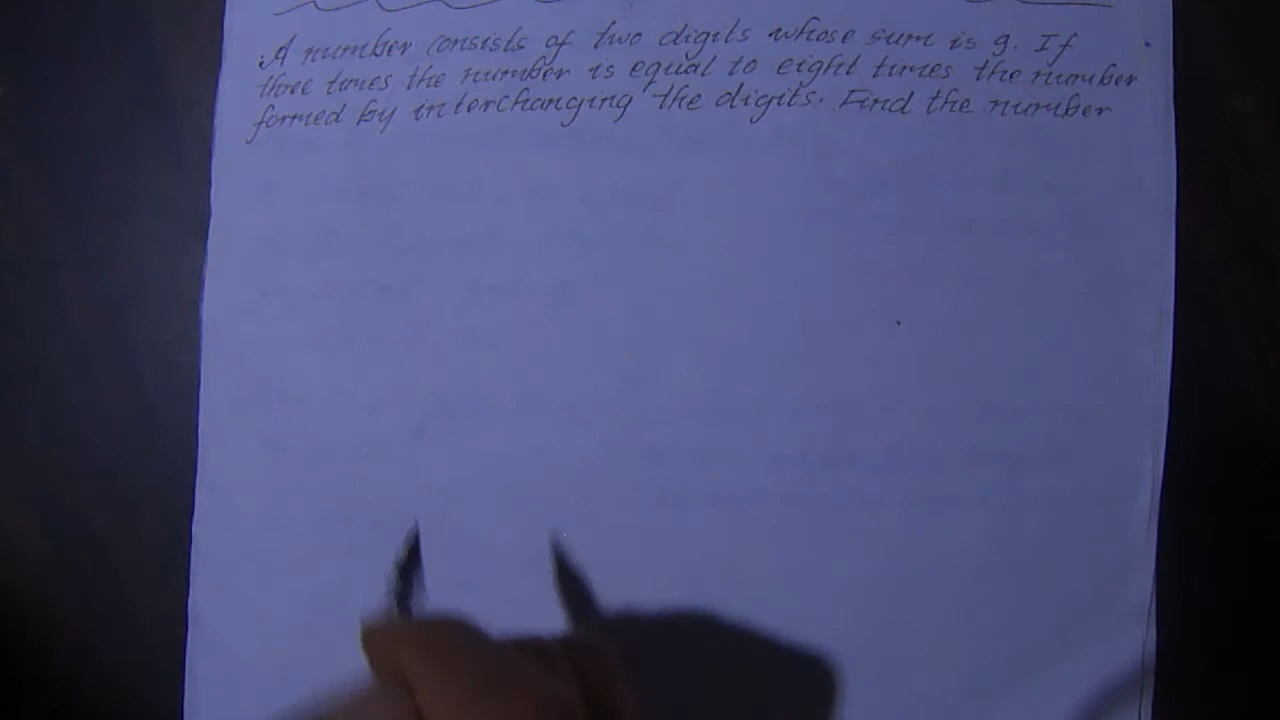 A number consists of two digits whose sum is 9. If
three times the number is equal to eight times the number
formed by interchanging the digits. Find the number